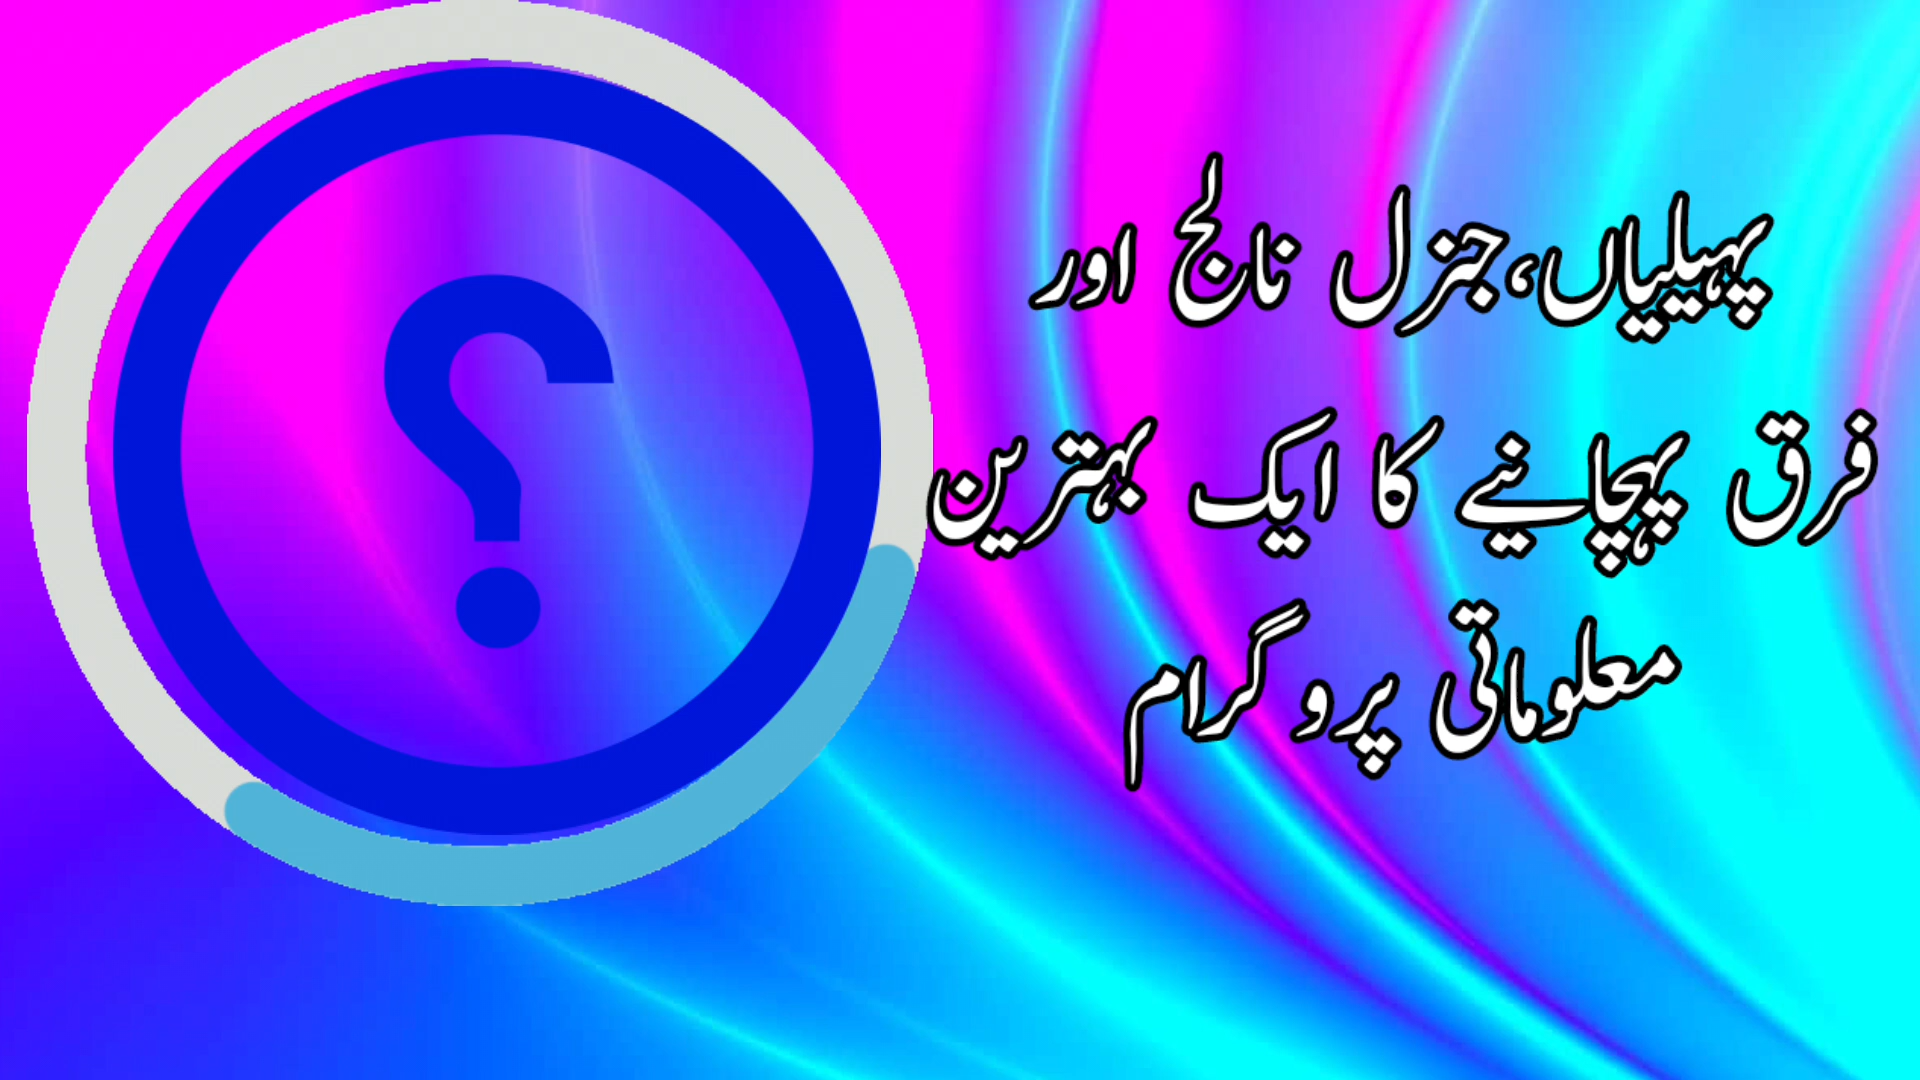 پہیلیاں،جنرل نالج اور
فرق پہچانیے کا ایک بہترین
معلوماتی پروگرام